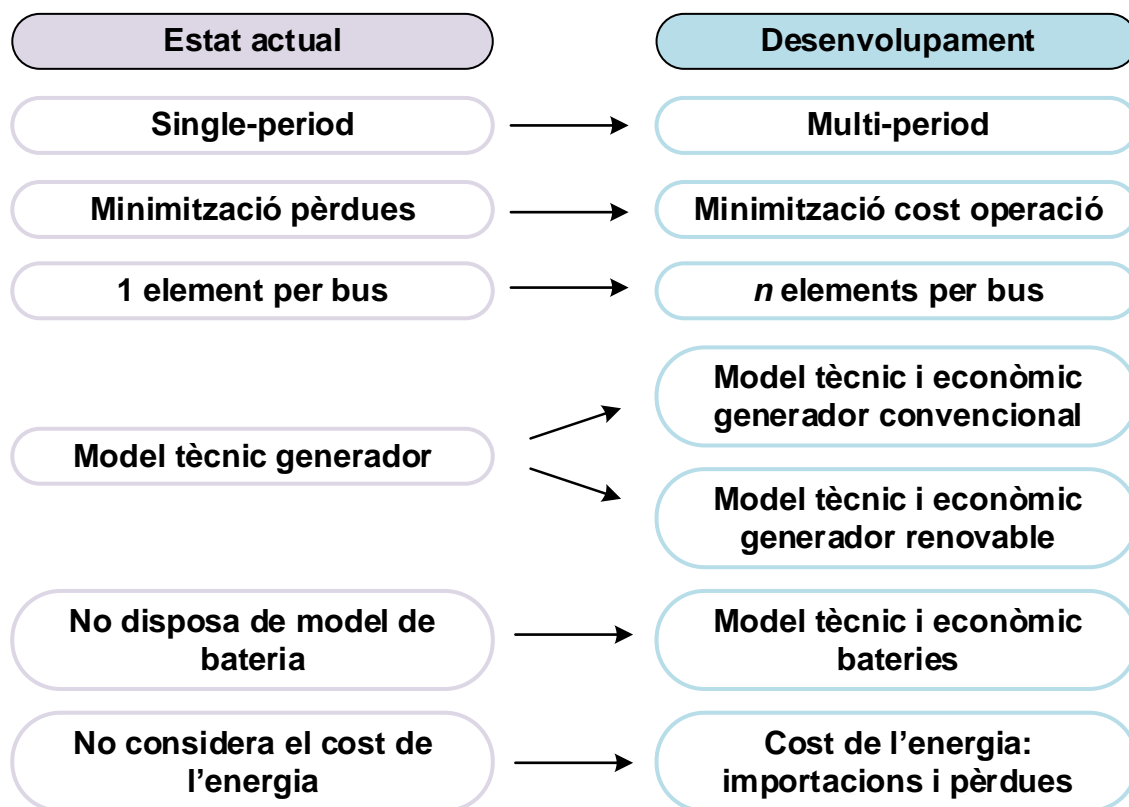 Estat actual
Desenvolupament
Single-period
Multi-period
Minimització pèrdues
Minimització cost operació
1 element per bus
n elements per bus
Model tècnic generador
Model tècnic i econòmic
generador convencional
Model tècnic i econòmic
generador renovable
No disposa de model de
bateria
Model tècnic i econòmic
bateries
No considera el cost de
l’energia
Cost de l’energia:
importacions i pèrdues